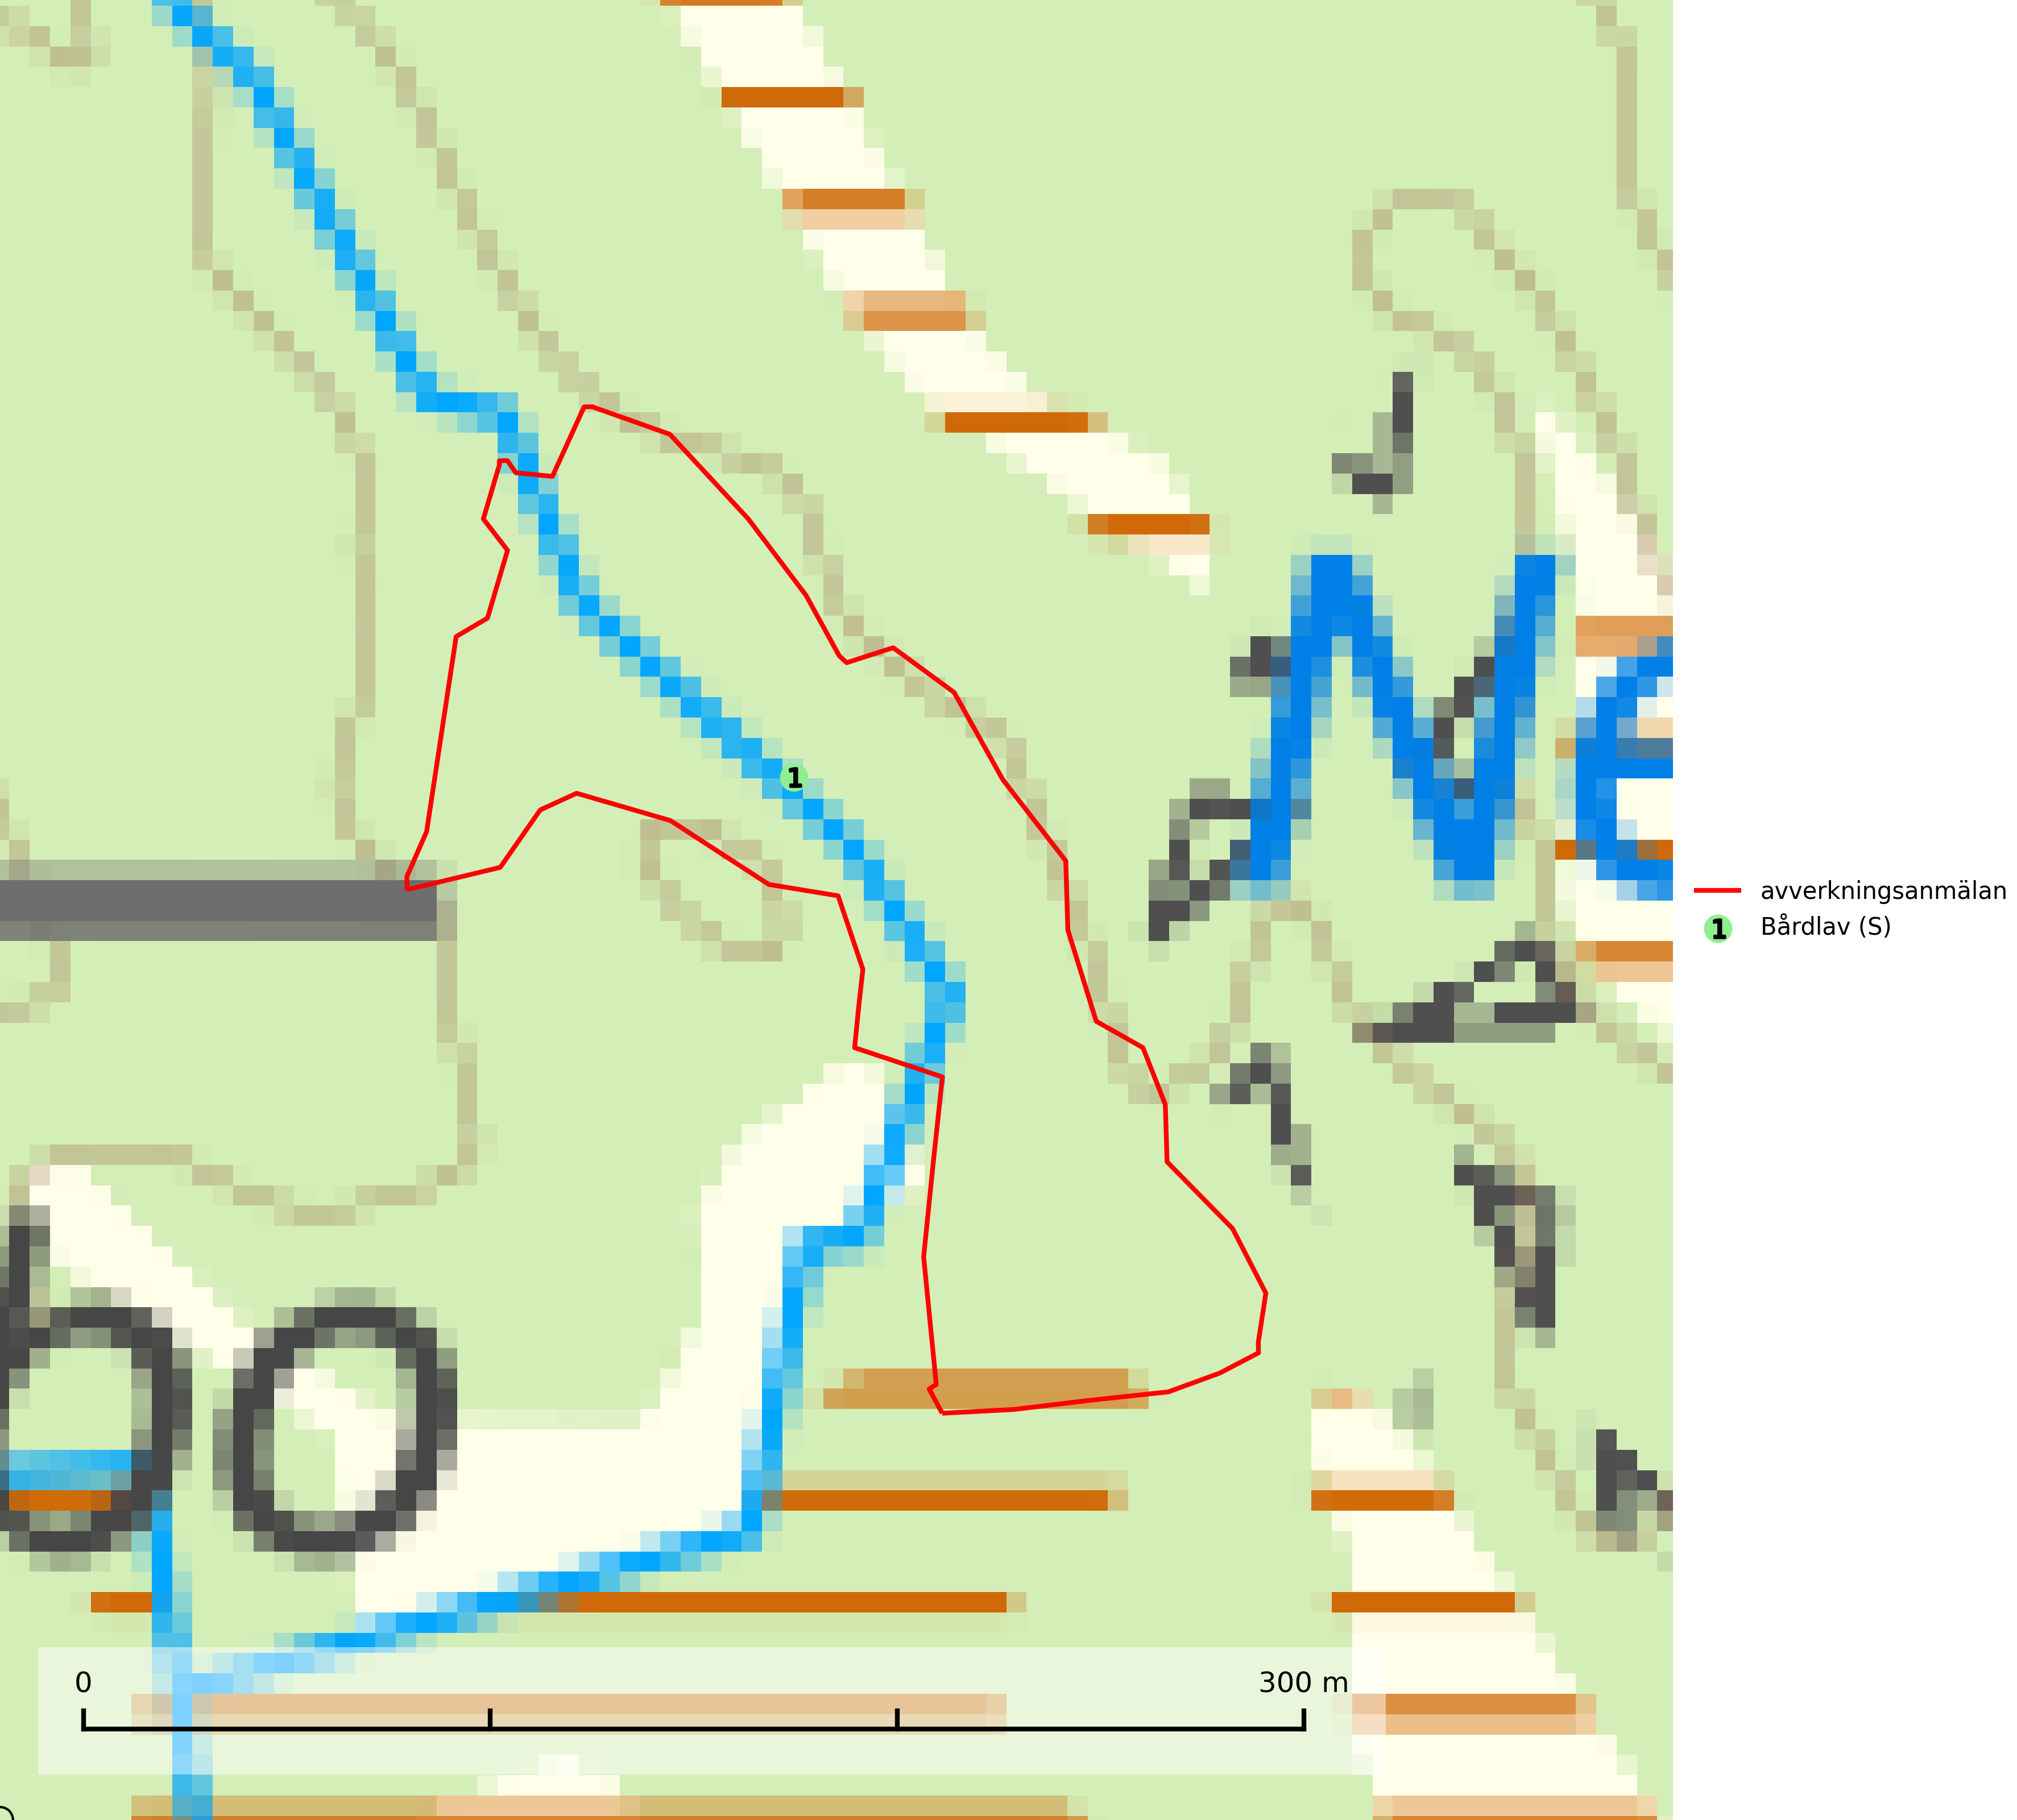 1
avverkningsanmälan
1 Bårdlav (S)
0 300 m